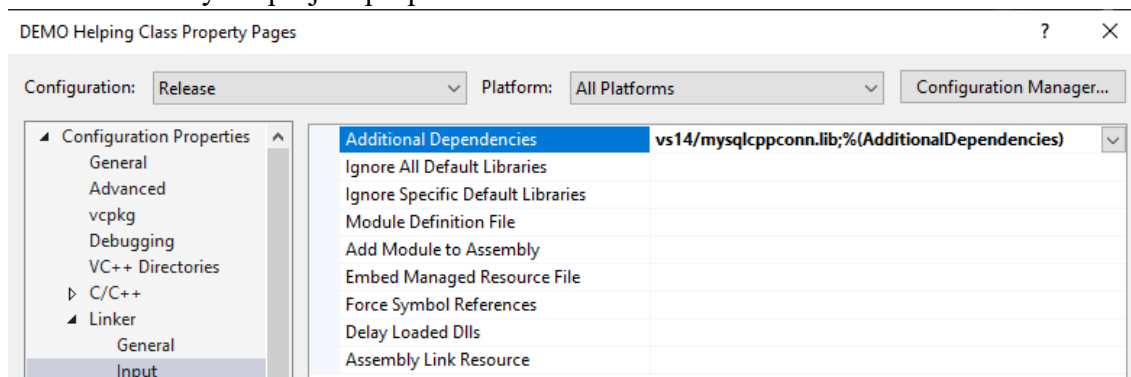 DEMO Helping Class Property Pages ? ×
Configuration: Release Platform: All Platforms Configuration Manager...
Configuration Properties
General
Advanced
vcpkg
Debugging
VC++ Directories
C/C++
Linker
General
Input
Additional Dependencies vs14/mysqlcppconn.lib;%(AdditionalDependencies)
Ignore All Default Libraries
Ignore Specific Default Libraries
Module Definition File
Add Module to Assembly
Embed Managed Resource File
Force Symbol References
Delay Loaded Dlls
Assembly Link Resource